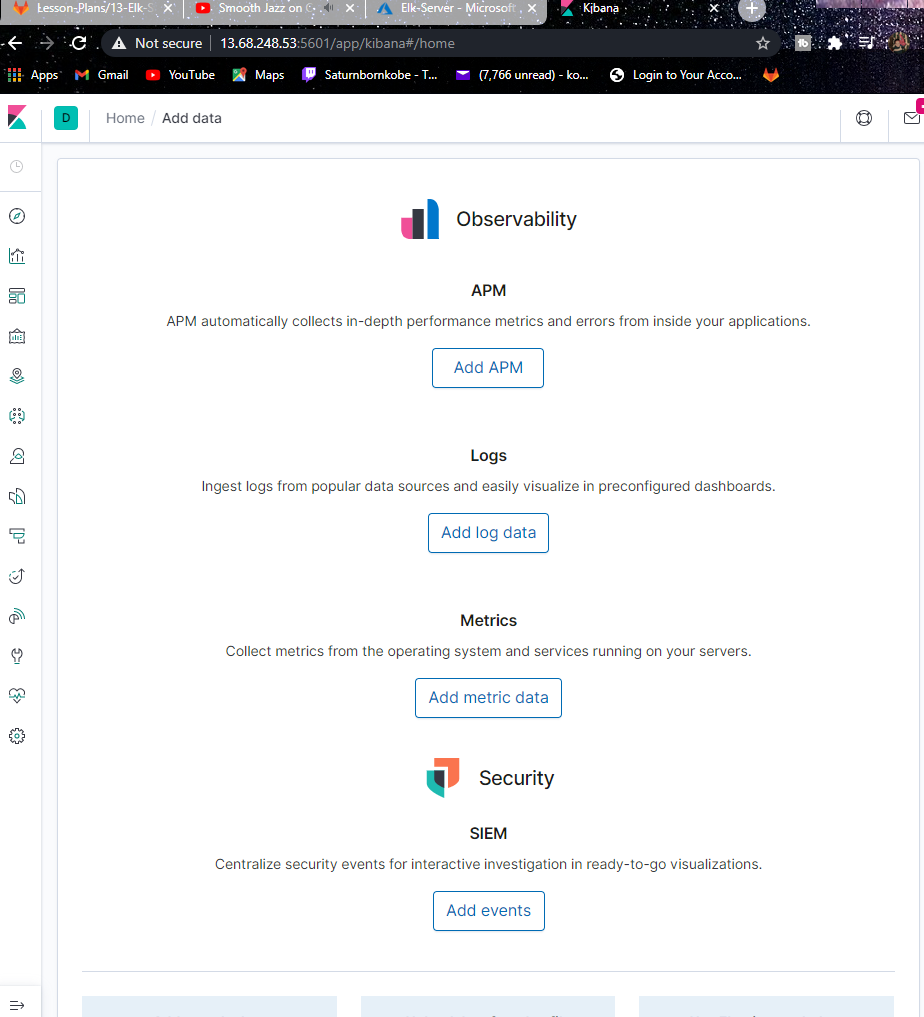 Lesson-Plans/13-Elk-S
Smooth Jazz on
Elk-Server - Microsoft
Kibana
Not secure
13.68.248.53:5601/app/kibana#/home
Apps
Gmail
YouTube
Maps
Saturnbornkobe - T...
(7,766 unread) - ko...
Login to Your Acco...
D
Home / Add data
Observability
APM
APM automatically collects in-depth performance metrics and errors from inside your applications.
Add APM
Logs
Ingest logs from popular data sources and easily visualize in preconfigured dashboards.
Add log data
Metrics
Collect metrics from the operating system and services running on your servers.
Add metric data
Security
SIEM
Centralize security events for interactive investigation in ready-to-go visualizations.
Add events